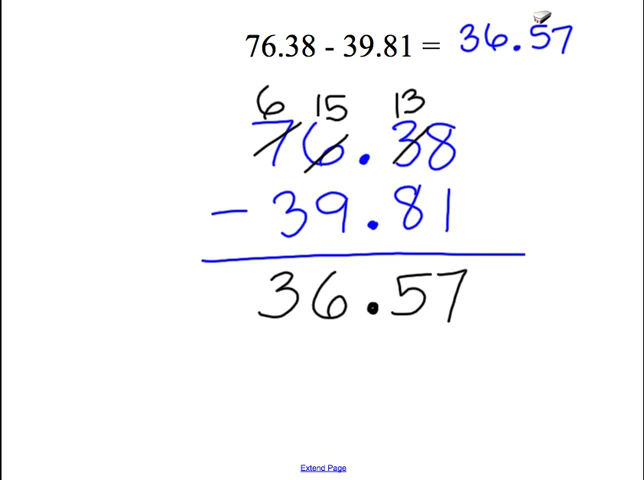 76.38 - 39.81 = 36.57
6 15 13
76.38
- 39.81
36.57
Extend Page